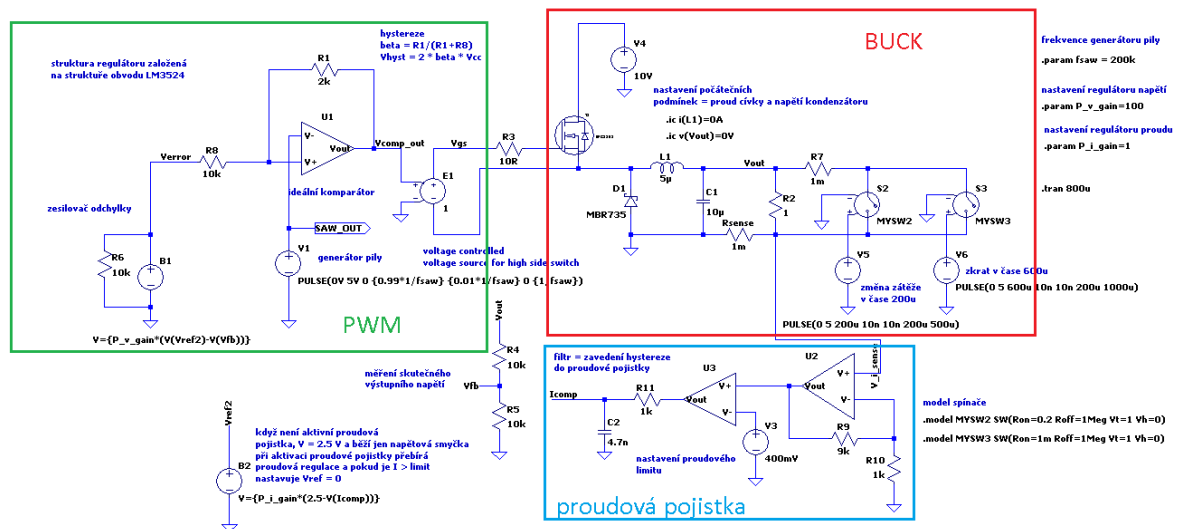 struktura regulátoru založená
na struktuře obvodu LM3524
hystereze
beta = R1/(R1+R8)
Vhyst = 2 * beta * Vcc
R1
2k
U1
V-
V+
Vout
Vcomp_out
Verror
R8
10k
ideální komparátor
zesilovač odchylky
R6
10k
B1
V={P_v_gain*(V(Vref2)-V(Vfb))}
SAW_OUT
V1
generátor pily
PULSE(0V 5V 0 {0.99*1/fsaw} {0.01*1/fsaw} 0 {1/fsaw})
Vgs
E1
1
voltage controlled
voltage source for high side switch
PWM
BUCK
V4
10V
nastavení počátečních
podmínek = proud cívky a napětí kondenzátoru
.ic i(L1)=0A
.ic v(Vout)=0V
R3
10R
L1
5µ
D1
MBR735
C1
10µ
Rsense
1m
Vout
R2
1
R7
1m
S2
MYSW2
S3
MYSW3
V5
změna zátěže
v čase 200u
PULSE(0 5 200u 10n 10n 200u 500u)
V6
zkrat v čase 600u
PULSE(0 5 600u 10n 10n 200u 1000u)
frekvence generátoru pily
.param fsaw = 200k
nastavení regulátoru napětí
.param P_v_gain=100
nastavení regulátoru proudu
.param P_i_gain=1
.tran 800u
Vout
R4
10k
měření skutečného
výstupního napětí
Vfb
R5
10k
Vref2
když není aktivní proudová
pojistka, V = 2.5 V a běží jen napětová smyčka
při aktivaci proudové pojistky přebírá
proudová regulace a pokud je I > limit
nastavuje Vref = 0
B2
V={P_i_gain*(2.5-V(Icomp))}
filtr = zavedení hystereze
do proudové pojistky
Icomp
R11
1k
C2
4.7n
U3
V+
V-
Vout
V3
400mV
nastavení proudového
limitu
U2
V+
V-
Vout
V_i_sense
R9
9k
R10
1k
proudová pojistka
model spínače
.model MYSW2 SW(Ron=0.2 Roff=1Meg Vt=1 Vh=0)
.model MYSW3 SW(Ron=1m Roff=1Meg Vt=1 Vh=0)